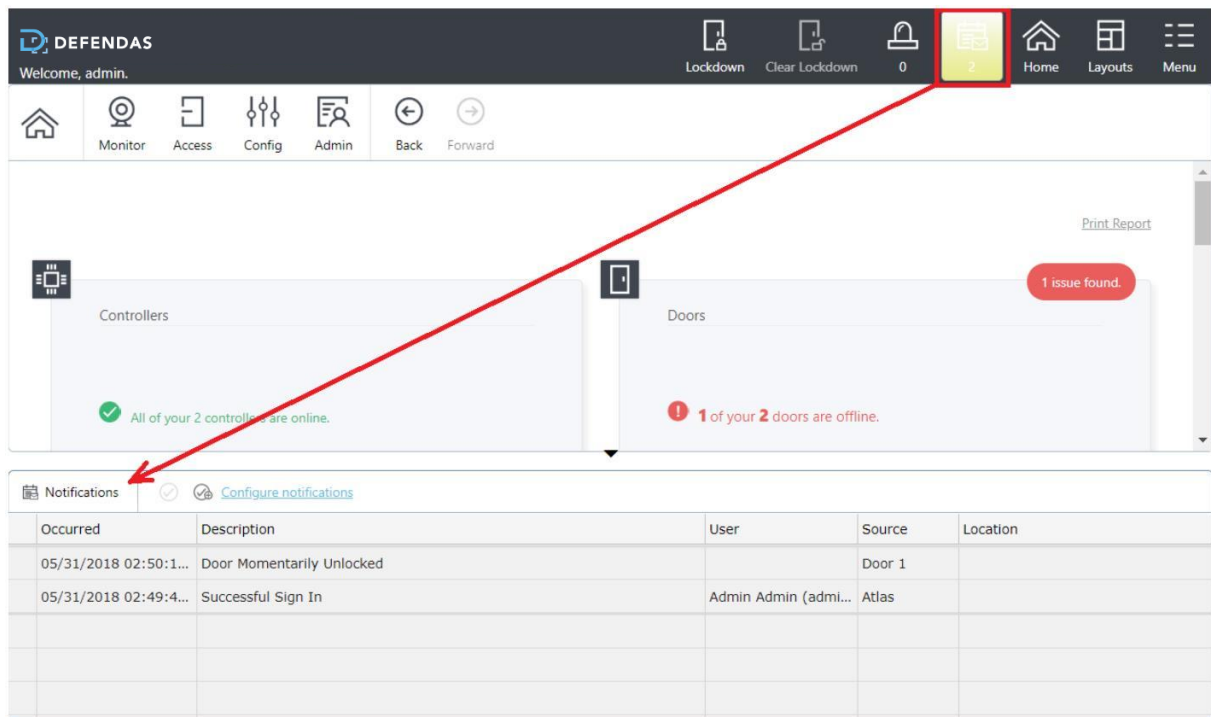 DEFENDAS
Welcome, admin.
Lockdown
Clear Lockdown
0
2
Home
Layouts
Menu
Monitor
Access
Config
Admin
Back
Forward
Print Report
1 issue found.
Controllers
Doors
All of your 2 controllers are online.
1 of your 2 doors are offline.
Notifications
Configure notifications
Occurred Description User Source Location
05/31/2018 02:50:1... Door Momentarily Unlocked Door 1
05/31/2018 02:49:4... Successful Sign In Admin Admin (admi... Atlas